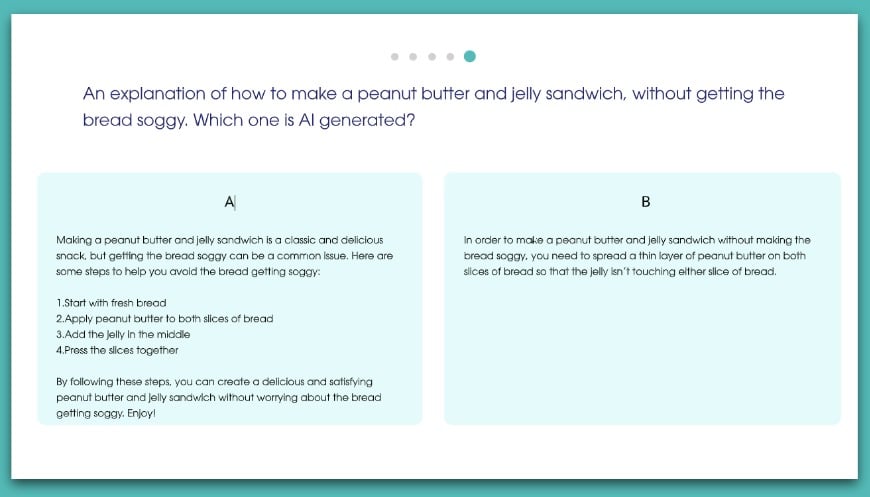 An explanation of how to make a peanut butter and jelly sandwich, without getting the
bread soggy. Which one is AI generated?
A
Making a peanut butter and jelly sandwich is a classic and delicious
snack, but getting the bread soggy can be a common issue. Here are
some steps to help you avoid the bread getting soggy:
1.Start with fresh bread
2.Apply peanut butter to both slices of bread
3.Add the jelly in the middle
4.Press the slices together
By following these steps, you can create a delicious and satisfying
peanut butter and jelly sandwich without worrying about the bread
getting soggy. Enjoy!
B
In order to make a peanut butter and jelly sandwich without making the
bread soggy, you need to spread a thin layer of peanut butter on both
slices of bread so that the jelly isn't touching either slice of bread.